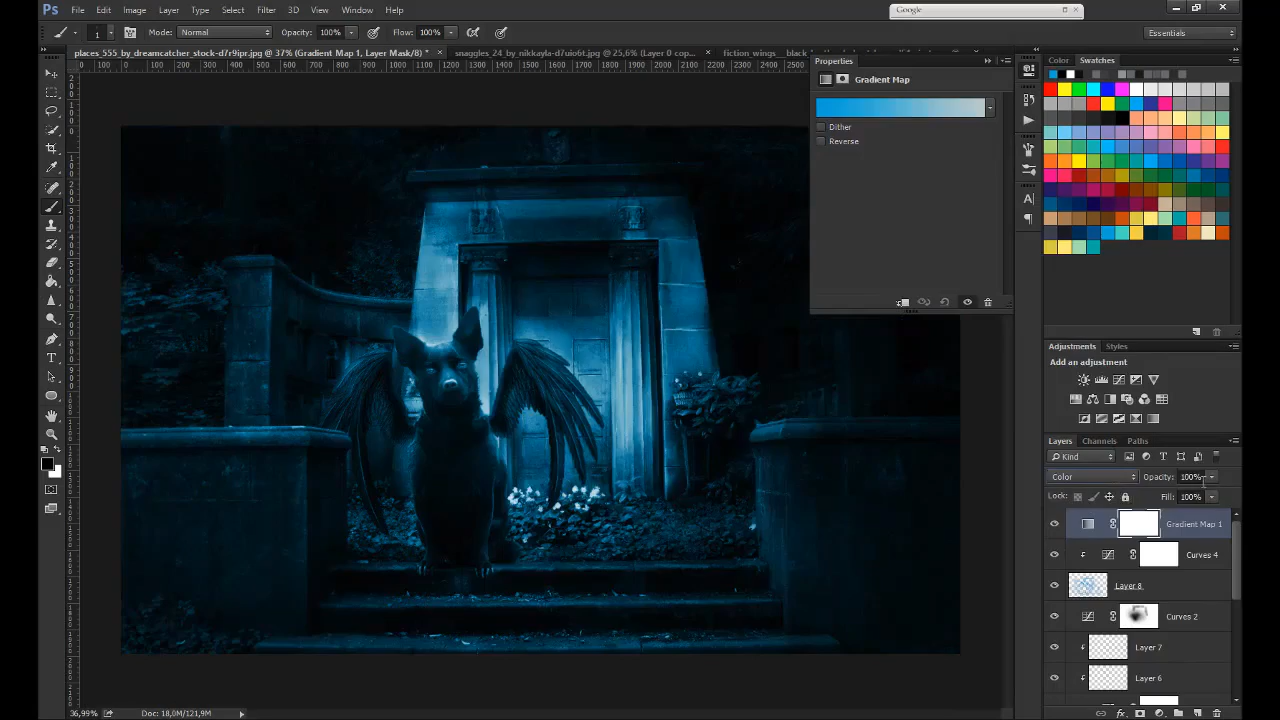 Ps File Edit Image Layer Type Select Filter 3D View Window Help
Google
1 Mode: Normal Opacity: 100% Flow: 100% Essentials
places_555_by_dreamcatcher_stock-d7r9ipr.jpg @ 37% (Gradient Map 1, Layer Mask/8) * × snaggles_24_by_nikkayla-d7uio6t.jpg @ 25,6% (Layer 0 cop... ×
Properties
Gradient Map
Dither
Reverse
Color Swatches
Adjustments Styles
Add an adjustment
Layers Channels Paths
Kind
Color Opacity: 100%
Lock: Fill: 100%
Gradient Map 1
Curves 4
Layer 8
Curves 2
Layer 7
Layer 6
36,99% Doc: 18,0M/121,9M